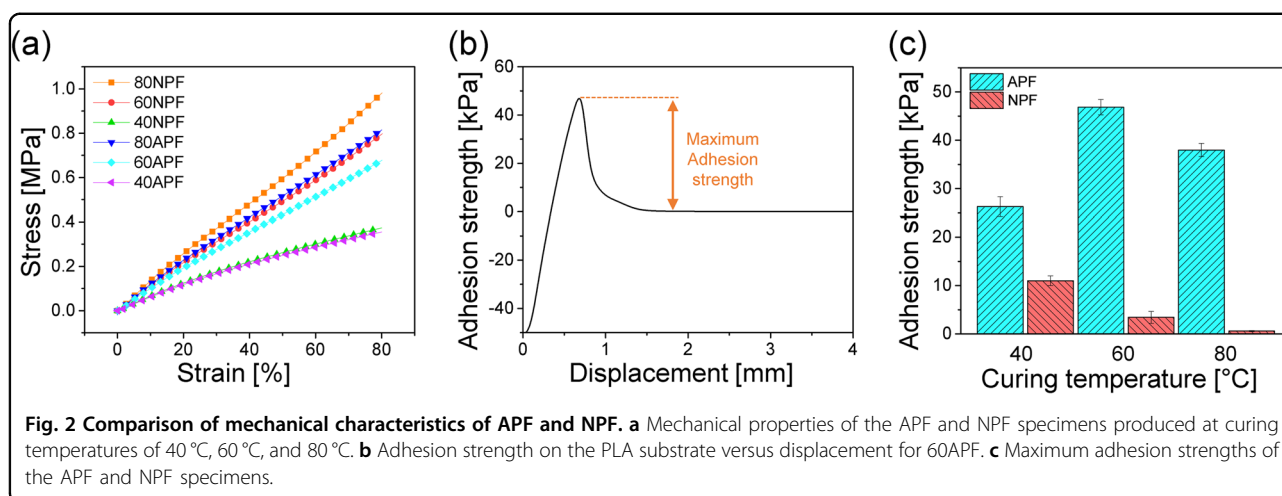 (a)
80NPF
60NPF
40NPF
80APF
60APF
40APF
Stress [MPa]
1.0
0.8
0.6
0.4
0.2
0.0
0 20 40 60 80
Strain [%]
(b)
Adhesion strength [kPa]
60
40
20
0
-20
-40
Maximum
Adhesion
strength
0 1 2 3 4
Displacement [mm]
(c)
APF
NPF
Adhesion strength [kPa]
50
40
30
20
10
0
40 60 80
Curing temperature [°C]
Fig. 2 Comparison of mechanical characteristics of APF and NPF. a Mechanical properties of the APF and NPF specimens produced at curing
temperatures of 40 °C, 60 °C, and 80 °C. b Adhesion strength on the PLA substrate versus displacement for 60APF. c Maximum adhesion strengths of
the APF and NPF specimens.